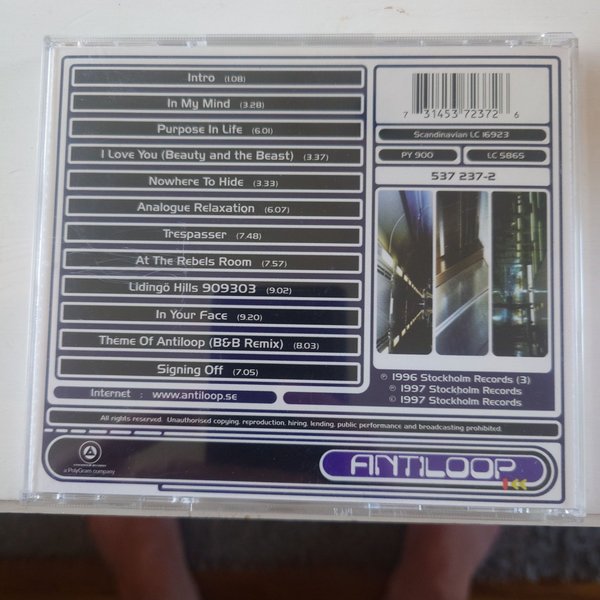 Intro (1.08)
In My Mind (3.28)
Purpose In Life (6.01)
I Love You (Beauty and the Beast) (3.37)
Nowhere To Hide (3.33)
Analogue Relaxation (6.07)
Trespasser (7.48)
At The Rebels Room (7.57)
Lidingö Hills 909303 (9.02)
In Your Face (9.20)
Theme Of Antiloop (B&B Remix) (8.03)
Signing Off (7.05)
Internet : www.antiloop.se
7 31453 72372 6
Scandinavian LC 16923
PY 900
LC 5865
537 237-2
℗ 1996 Stockholm Records (3)
℗ 1997 Stockholm Records
© 1997 Stockholm Records
All rights reserved. Unauthorised copying, reproduction, hiring, lending, public performance and broadcasting prohibited.
STOCKHOLM RECORDS
a PolyGram company
ANTILOOP